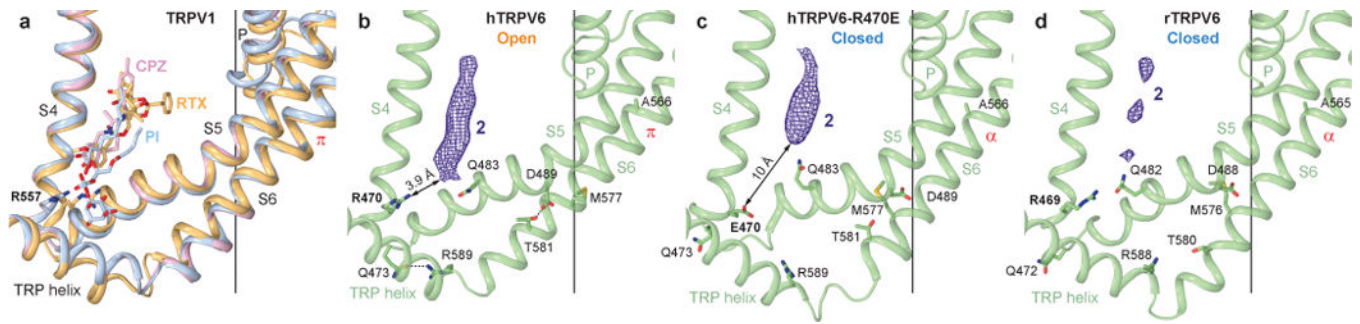 a TRPV1
P
CPZ
S4
RTX
PI
S5
π
R557
S6
TRP helix
b hTRPV6
Open
P
S4
A566
2
S5
π
Q483
S6
3.9 Å
D489
R470
M577
T581
Q473
R589
TRP helix
c hTRPV6-R470E
Closed
P
S4
A566
2
S5
α
10 Å
Q483
S6
D489
M577
E470
T581
Q473
R589
TRP helix
d rTRPV6
Closed
P
S4
2
A565
S5
α
S6
Q482
D488
R469
M576
T580
Q472
R588
TRP helix